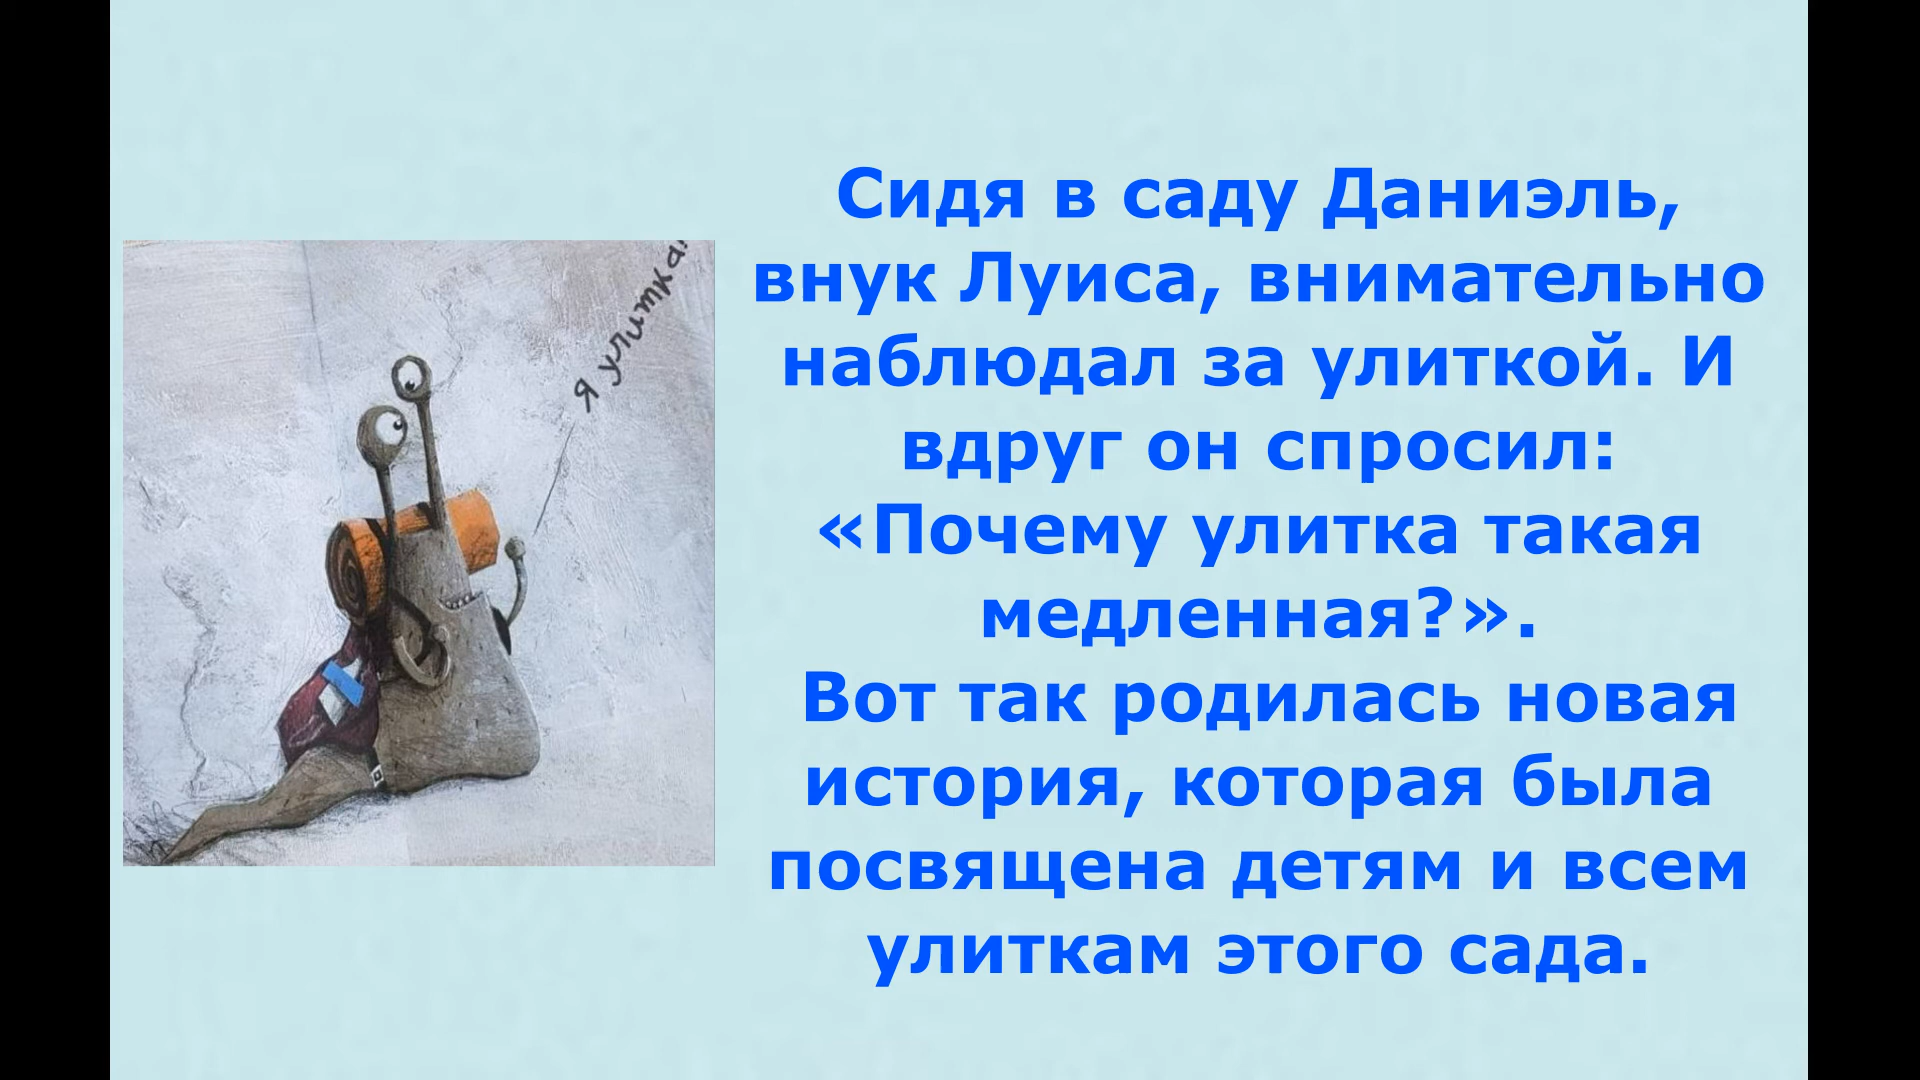 Я улитка!
Сидя в саду Даниэль,
внук Луиса, внимательно
наблюдал за улиткой. И
вдруг он спросил:
«Почему улитка такая
медленная?».
Вот так родилась новая
история, которая была
посвящена детям и всем
улиткам этого сада.